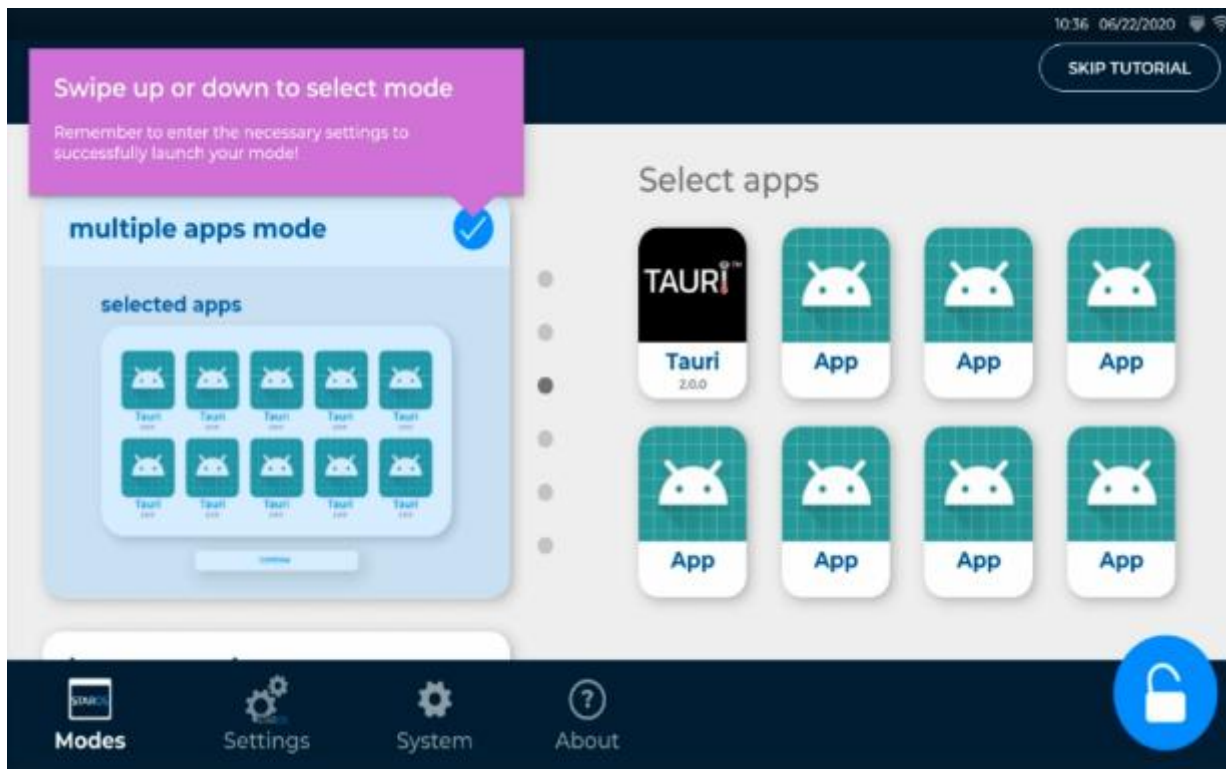 10:36 06/22/2020
SKIP TUTORIAL
Swipe up or down to select mode
Remember to enter the necessary settings to
successfully launch your mode!
multiple apps mode
selected apps
Tauri Tauri Tauri Tauri Tauri
Tauri Tauri Tauri Tauri Tauri
Select apps
TAURI™
Tauri App App App
2.0.0
App App App App
STAROS
Modes Settings System About